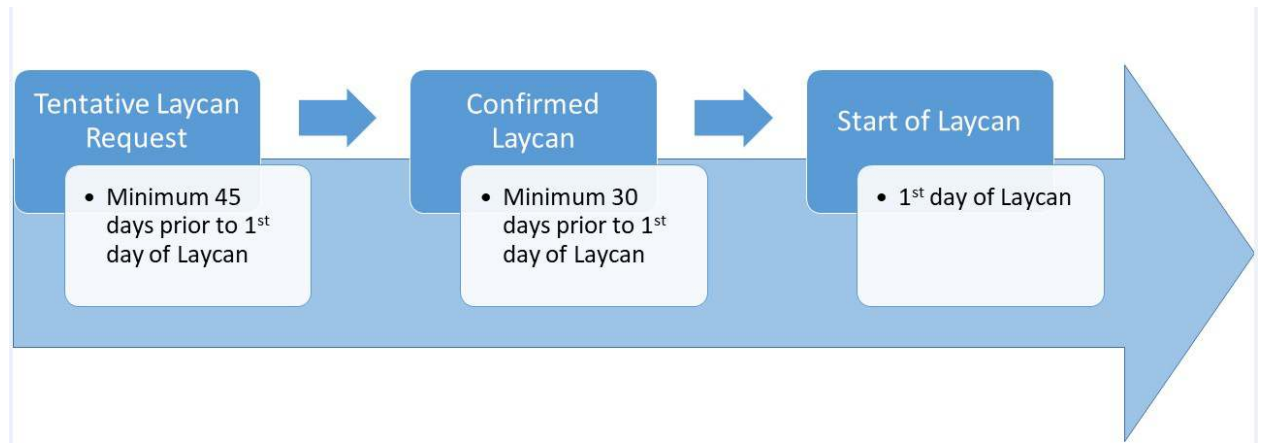 Tentative Laycan
Request
• Minimum 45
days prior to 1st
day of Laycan
Confirmed
Laycan
• Minimum 30
days prior to 1st
day of Laycan
Start of Laycan
• 1st day of Laycan